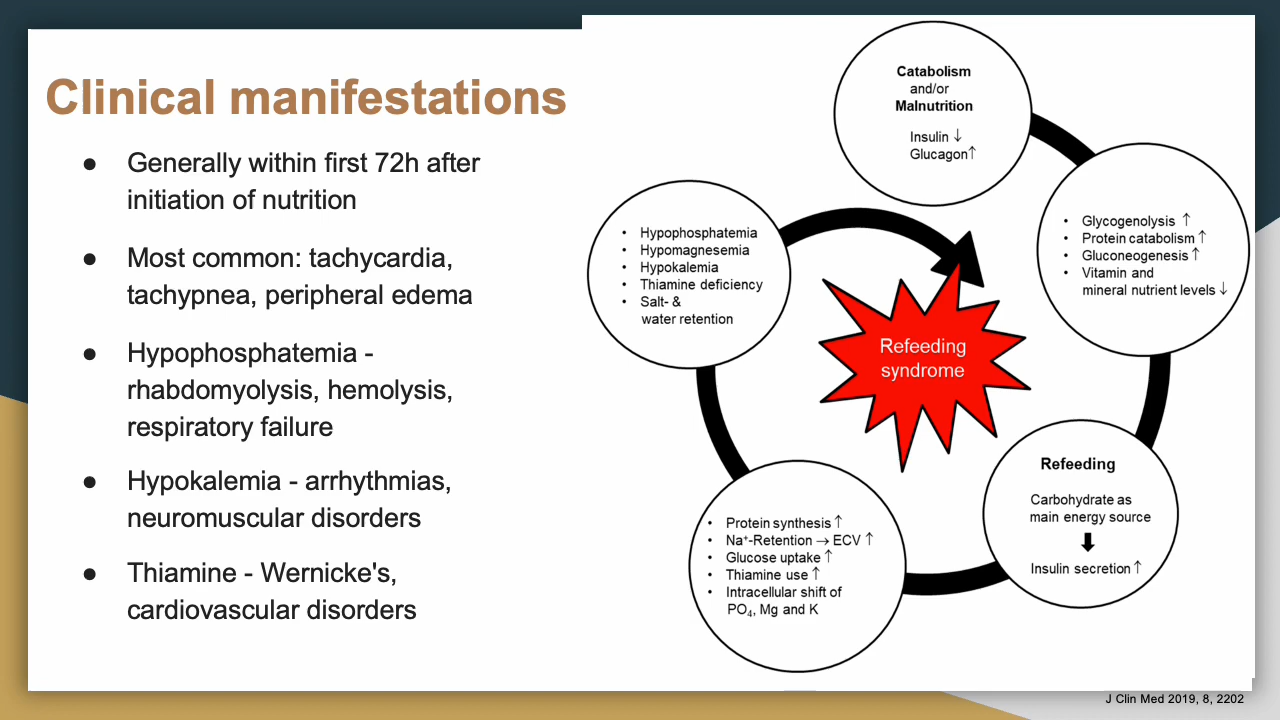 Clinical manifestations
● Generally within first 72h after
initiation of nutrition
● Most common: tachycardia,
tachypnea, peripheral edema
● Hypophosphatemia -
rhabdomyolysis, hemolysis,
respiratory failure
● Hypokalemia - arrhythmias,
neuromuscular disorders
● Thiamine - Wernicke's,
cardiovascular disorders
Catabolism
and/or
Malnutrition
Insulin ↓
Glucagon↑
• Glycogenolysis ↑
• Protein catabolism ↑
• Gluconeogenesis ↑
• Vitamin and
mineral nutrient levels ↓
Refeeding
Carbohydrate as
main energy source
Insulin secretion ↑
• Protein synthesis ↑
• Na⁺-Retention → ECV ↑
• Glucose uptake ↑
• Thiamine use ↑
• Intracellular shift of
PO₄, Mg and K
• Hypophosphatemia
• Hypomagnesemia
• Hypokalemia
• Thiamine deficiency
• Salt- &
water retention
Refeeding
syndrome
J Clin Med 2019, 8, 2202